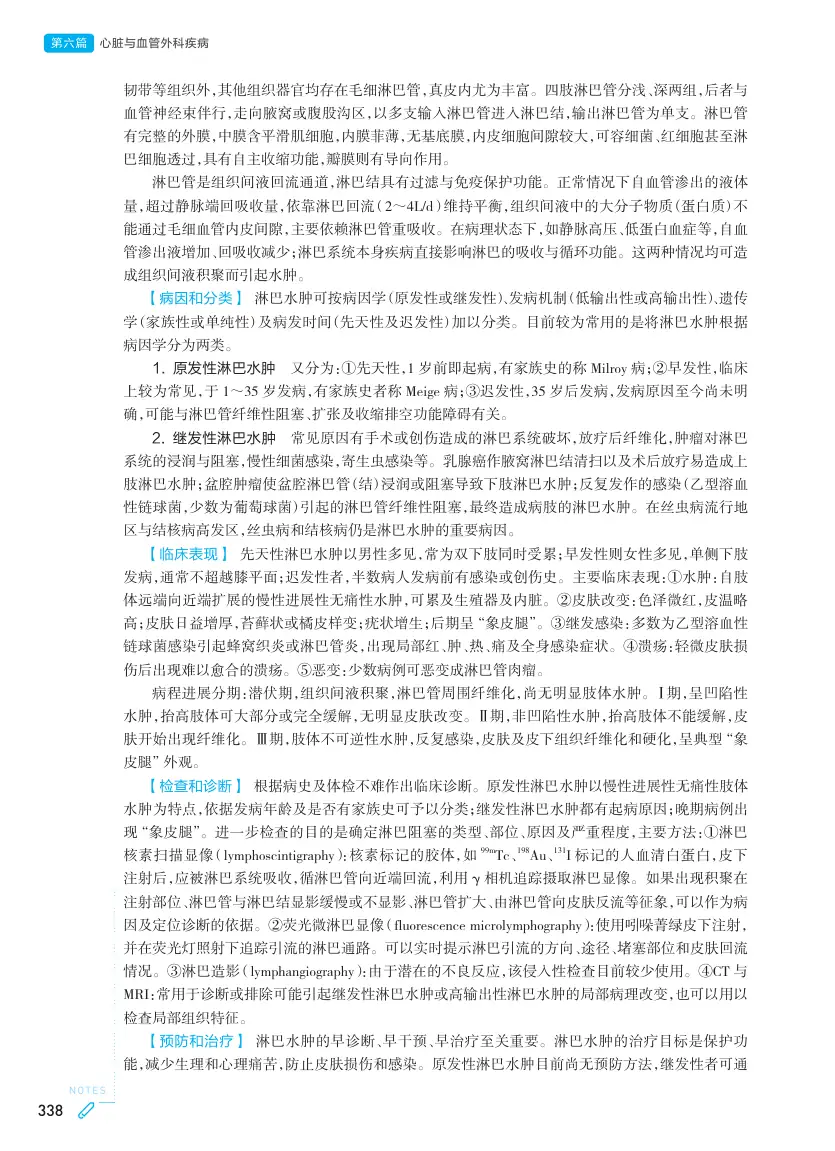 第六篇 心脏与血管外科疾病
韧带等组织外,其他组织器官均存在毛细淋巴管,真皮内尤为丰富。四肢淋巴管分浅、深两组,后者与
血管神经束伴行,走向腋窝或腹股沟区,以多支输入淋巴管进入淋巴结,输出淋巴管为单支。淋巴管
有完整的外膜,中膜含平滑肌细胞,内膜菲薄,无基底膜,内皮细胞间隙较大,可容细菌、红细胞甚至淋
巴细胞透过,具有自主收缩功能,瓣膜则有导向作用。
淋巴管是组织间液回流通道,淋巴结具有过滤与免疫保护功能。正常情况下自血管渗出的液体
量,超过静脉端回吸收量,依靠淋巴回流(2～4L/d)维持平衡,组织间液中的大分子物质(蛋白质)不
能通过毛细血管内皮间隙,主要依赖淋巴管重吸收。在病理状态下,如静脉高压、低蛋白血症等,自血
管渗出液增加、回吸收减少;淋巴系统本身疾病直接影响淋巴的吸收与循环功能。这两种情况均可造
成组织间液积聚而引起水肿。
【病因和分类】 淋巴水肿可按病因学(原发性或继发性)、发病机制(低输出性或高输出性)、遗传
学(家族性或单纯性)及病发时间(先天性及迟发性)加以分类。目前较为常用的是将淋巴水肿根据
病因学分为两类。
1. 原发性淋巴水肿 又分为:①先天性,1 岁前即起病,有家族史的称 Milroy 病;②早发性,临床
上较为常见,于 1～35 岁发病,有家族史者称 Meige 病;③迟发性,35 岁后发病,发病原因至今尚未明
确,可能与淋巴管纤维性阻塞、扩张及收缩排空功能障碍有关。
2. 继发性淋巴水肿 常见原因有手术或创伤造成的淋巴系统破坏,放疗后纤维化,肿瘤对淋巴
系统的浸润与阻塞,慢性细菌感染,寄生虫感染等。乳腺癌作腋窝淋巴结清扫以及术后放疗易造成上
肢淋巴水肿;盆腔肿瘤使盆腔淋巴管(结)浸润或阻塞导致下肢淋巴水肿;反复发作的感染(乙型溶血
性链球菌,少数为葡萄球菌)引起的淋巴管纤维性阻塞,最终造成病肢的淋巴水肿。在丝虫病流行地
区与结核病高发区,丝虫病和结核病仍是淋巴水肿的重要病因。
【临床表现】 先天性淋巴水肿以男性多见,常为双下肢同时受累;早发性则女性多见,单侧下肢
发病,通常不超越膝平面;迟发性者,半数病人发病前有感染或创伤史。主要临床表现:①水肿:自肢
体远端向近端扩展的慢性进展性无痛性水肿,可累及生殖器及内脏。②皮肤改变:色泽微红,皮温略
高;皮肤日益增厚,苔藓状或橘皮样变;疣状增生;后期呈“象皮腿”。③继发感染:多数为乙型溶血性
链球菌感染引起蜂窝织炎或淋巴管炎,出现局部红、肿、热、痛及全身感染症状。④溃疡:轻微皮肤损
伤后出现难以愈合的溃疡。⑤恶变:少数病例可恶变成淋巴管肉瘤。
病程进展分期:潜伏期,组织间液积聚,淋巴管周围纤维化,尚无明显肢体水肿。Ⅰ期,呈凹陷性
水肿,抬高肢体可大部分或完全缓解,无明显皮肤改变。Ⅱ期,非凹陷性水肿,抬高肢体不能缓解,皮
肤开始出现纤维化。Ⅲ期,肢体不可逆性水肿,反复感染,皮肤及皮下组织纤维化和硬化,呈典型“象
皮腿”外观。
【检查和诊断】 根据病史及体检不难作出临床诊断。原发性淋巴水肿以慢性进展性无痛性肢体
水肿为特点,依据发病年龄及是否有家族史可予以分类;继发性淋巴水肿都有起病原因;晚期病例出
现“象皮腿”。进一步检查的目的是确定淋巴阻塞的类型、部位、原因及严重程度,主要方法:①淋巴
核素扫描显像(lymphoscintigraphy):核素标记的胶体,如 ⁹⁹ᵐTc、¹⁹⁸Au、¹³¹I 标记的人血清白蛋白,皮下
注射后,应被淋巴系统吸收,循淋巴管向近端回流,利用 γ 相机追踪摄取淋巴显像。如果出现积聚在
注射部位、淋巴管与淋巴结显影缓慢或不显影、淋巴管扩大、由淋巴管向皮肤反流等征象,可以作为病
因及定位诊断的依据。②荧光微淋巴显像(fluorescence microlymphography):使用吲哚菁绿皮下注射,
并在荧光灯照射下追踪引流的淋巴通路。可以实时提示淋巴引流的方向、途径、堵塞部位和皮肤回流
情况。③淋巴造影(lymphangiography):由于潜在的不良反应,该侵入性检查目前较少使用。④CT 与
MRI:常用于诊断或排除可能引起继发性淋巴水肿或高输出性淋巴水肿的局部病理改变,也可以用以
检查局部组织特征。
【预防和治疗】 淋巴水肿的早诊断、早干预、早治疗至关重要。淋巴水肿的治疗目标是保护功
能,减少生理和心理痛苦,防止皮肤损伤和感染。原发性淋巴水肿目前尚无预防方法,继发性者可通
NOTES
338